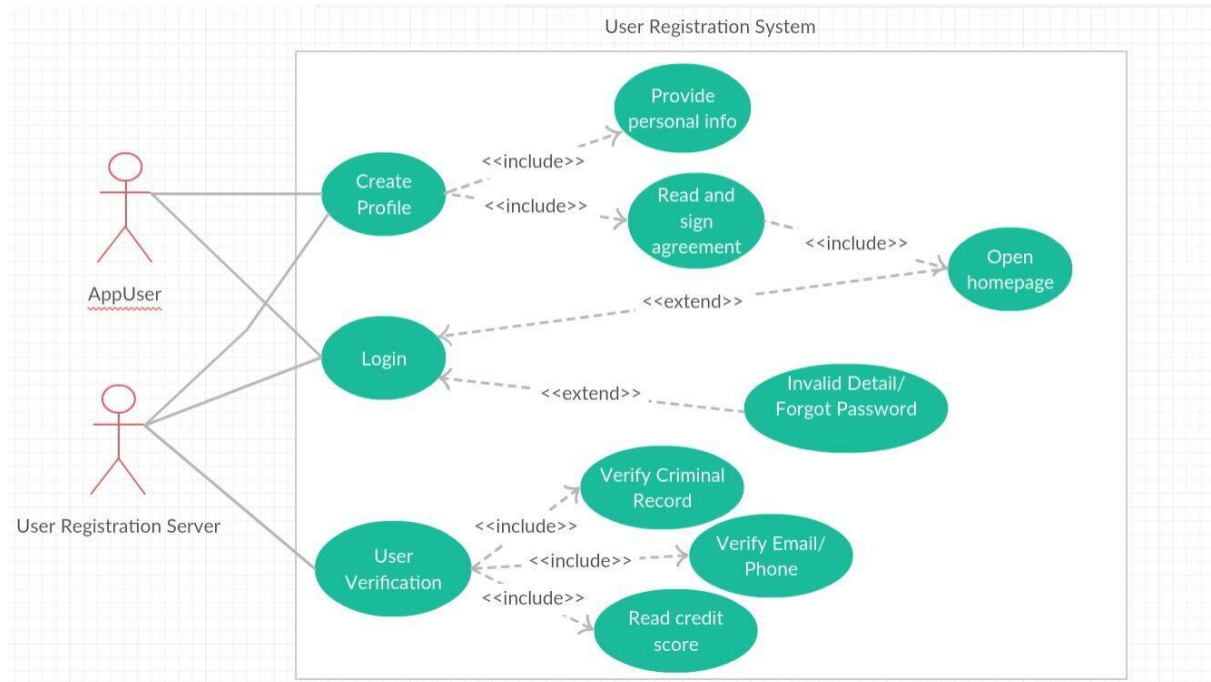 User Registration System
Provide
personal info
<<include>>
Create
Profile
<<include>>
Read and
sign
agreement
<<include>>
Open
homepage
AppUser
<<extend>>
Login
<<extend>>
Invalid Detail/
Forgot Password
Verify Criminal
Record
User Registration Server
<<include>>
User
Verification
<<include>>
Verify Email/
Phone
<<include>>
Read credit
score